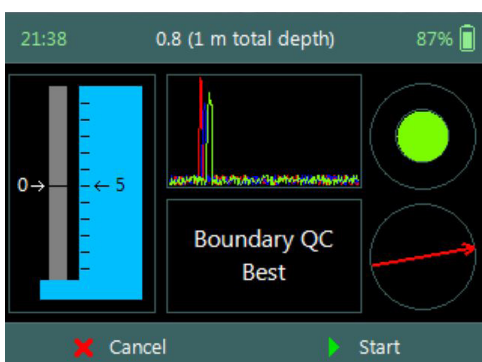 21:38 0.8 (1 m total depth) 87%
0→ ← 5
Boundary QC
Best
Cancel Start